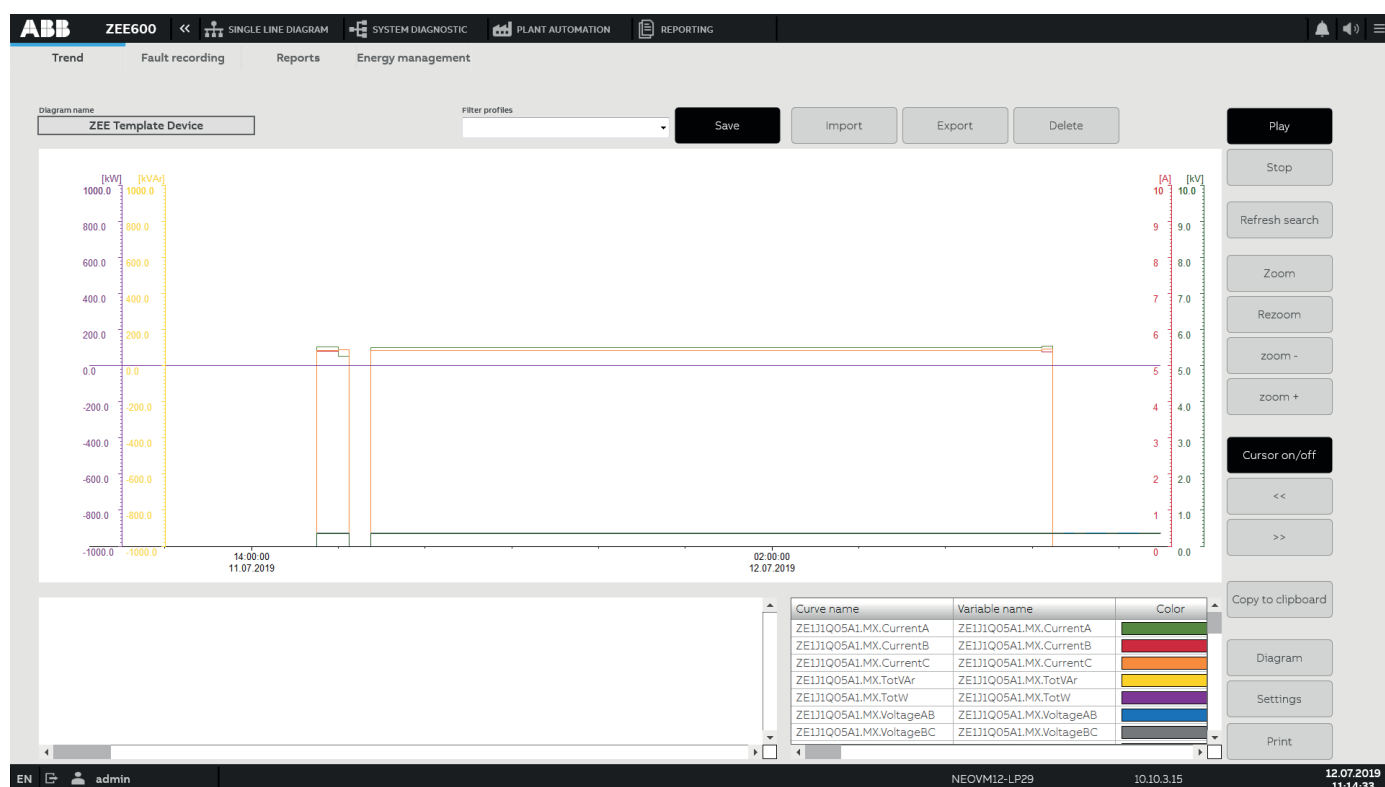 ABB ZEE600 << SINGLE LINE DIAGRAM SYSTEM DIAGNOSTIC PLANT AUTOMATION REPORTING
Trend Fault recording Reports Energy management
Diagram name Filter profiles
ZEE Template Device Save Import Export Delete Play
Stop
[kW] [kVAr] [A] [kV]
1000.0 1000.0 10 10.0
800.0 800.0 9 9.0
Refresh search
600.0 600.0 8 8.0
Zoom
400.0 400.0 7 7.0
Rezoom
200.0 200.0 6 6.0
zoom -
0.0 0.0 5 5.0
zoom +
-200.0 -200.0 4 4.0
-400.0 -400.0 3 3.0
Cursor on/off
-600.0 -600.0 2 2.0
<<
-800.0 -800.0 1 1.0
>>
-1000.0 -1000.0 0 0.0
14:00:00 02:00:00
11.07.2019 12.07.2019
Copy to clipboard
Curve name Variable name Color
ZE1J1Q05A1.MX.CurrentA ZE1J1Q05A1.MX.CurrentA
ZE1J1Q05A1.MX.CurrentB ZE1J1Q05A1.MX.CurrentB
ZE1J1Q05A1.MX.CurrentC ZE1J1Q05A1.MX.CurrentC
Diagram
ZE1J1Q05A1.MX.TotVAr ZE1J1Q05A1.MX.TotVAr
ZE1J1Q05A1.MX.TotW ZE1J1Q05A1.MX.TotW
Settings
ZE1J1Q05A1.MX.VoltageAB ZE1J1Q05A1.MX.VoltageAB
ZE1J1Q05A1.MX.VoltageBC ZE1J1Q05A1.MX.VoltageBC
Print
EN admin NEOVM12-LP29 10.10.3.15 12.07.2019
11:14:33